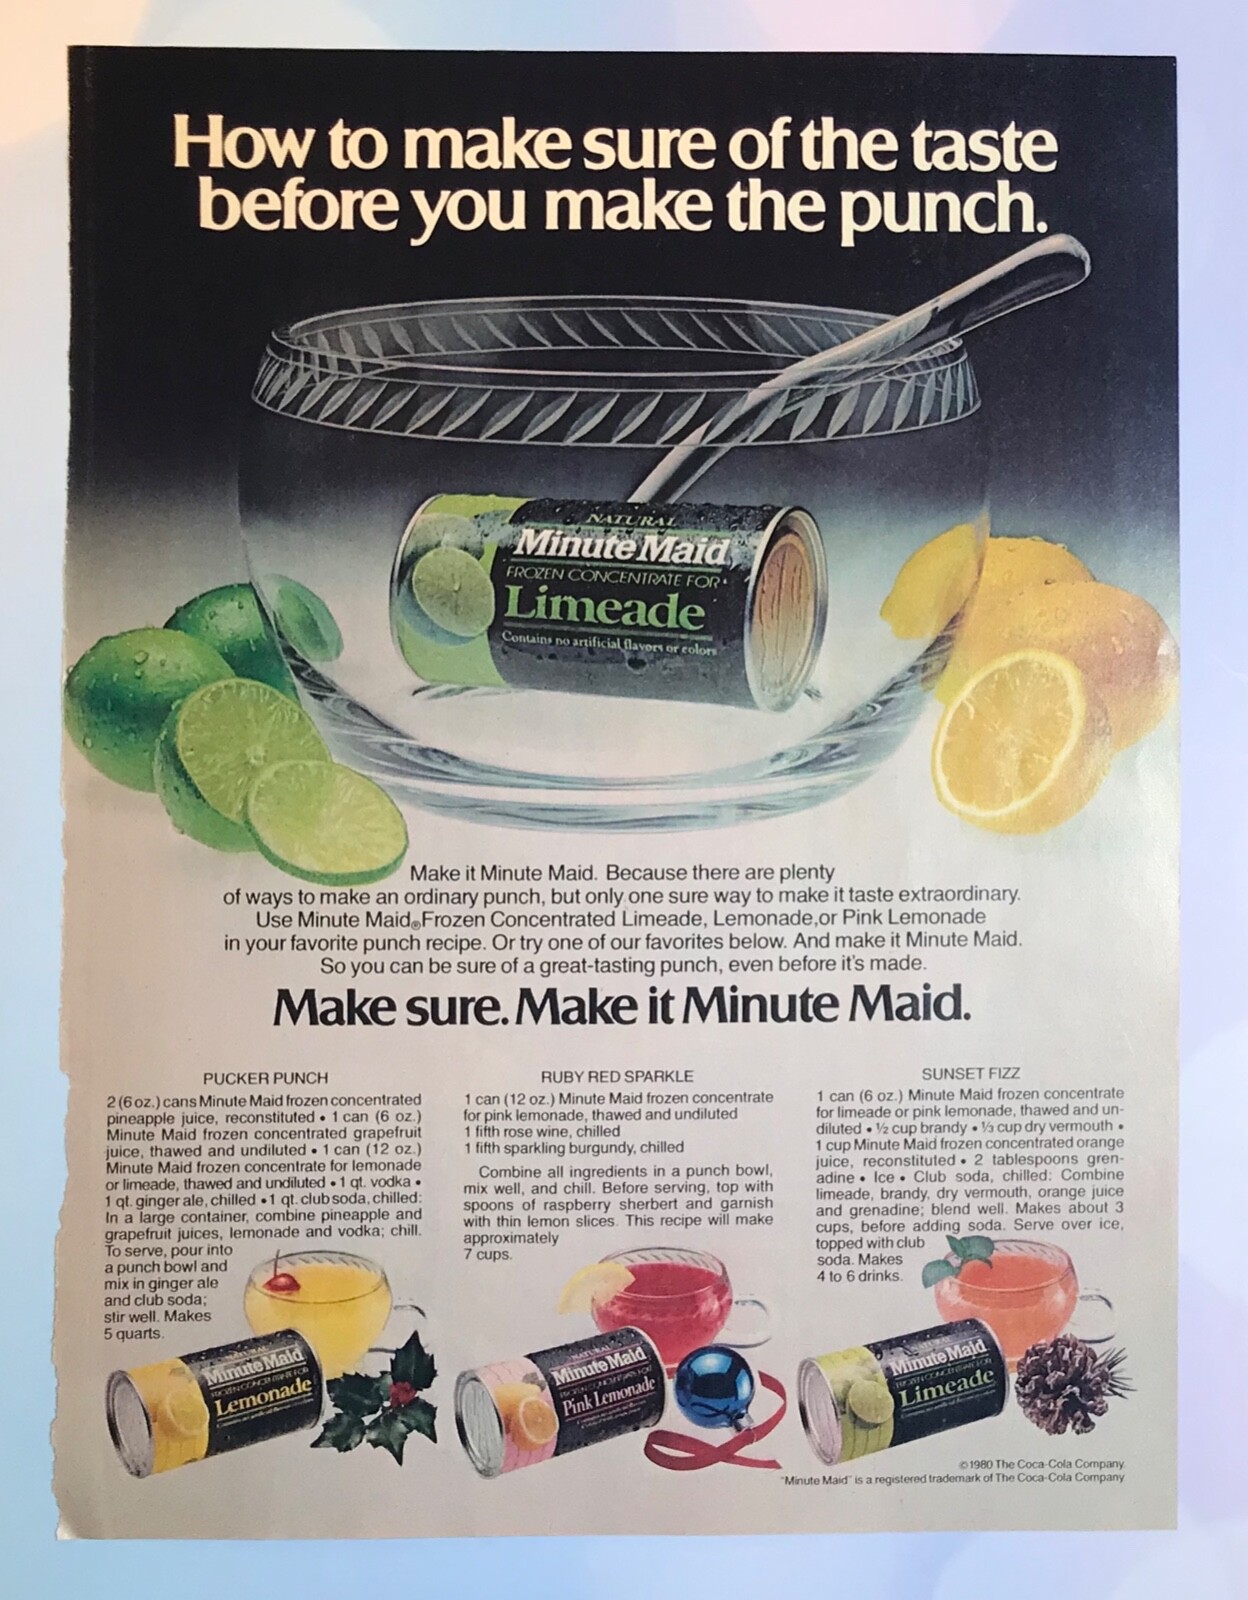 How to make sure of the taste
before you make the punch.
NATURAL
Minute Maid
FROZEN CONCENTRATE FOR
Limeade
Contains no artificial flavors or colors
Make it Minute Maid. Because there are plenty
of ways to make an ordinary punch, but only one sure way to make it taste extraordinary.
Use Minute Maid® Frozen Concentrated Limeade, Lemonade, or Pink Lemonade
in your favorite punch recipe. Or try one of our favorites below. And make it Minute Maid.
So you can be sure of a great-tasting punch, even before it's made.
Make sure. Make it Minute Maid.
PUCKER PUNCH
2 (6 oz.) cans Minute Maid frozen concentrated
pineapple juice, reconstituted • 1 can (6 oz.)
Minute Maid frozen concentrated grapefruit
juice, thawed and undiluted • 1 can (12 oz.)
Minute Maid frozen concentrate for lemonade
or limeade, thawed and undiluted • 1 qt. vodka •
1 qt. ginger ale, chilled • 1 qt. club soda, chilled:
In a large container, combine pineapple and
grapefruit juices, lemonade and vodka; chill.
To serve, pour into
a punch bowl and
mix in ginger ale
and club soda;
stir well. Makes
5 quarts.
RUBY RED SPARKLE
1 can (12 oz.) Minute Maid frozen concentrate
for pink lemonade, thawed and undiluted
1 fifth rose wine, chilled
1 fifth sparkling burgundy, chilled
Combine all ingredients in a punch bowl,
mix well, and chill. Before serving, top with
spoons of raspberry sherbert and garnish
with thin lemon slices. This recipe will make
approximately
7 cups.
SUNSET FIZZ
1 can (6 oz.) Minute Maid frozen concentrate
for limeade or pink lemonade, thawed and un-
diluted • ½ cup brandy • ⅓ cup dry vermouth •
1 cup Minute Maid frozen concentrated orange
juice, reconstituted • 2 tablespoons gren-
adine • Ice • Club soda, chilled: Combine
limeade, brandy, dry vermouth, orange juice
and grenadine; blend well. Makes about 3
cups, before adding soda. Serve over ice,
topped with club
soda. Makes
4 to 6 drinks.
NATURAL
Minute Maid
FROZEN CONCENTRATE FOR
Lemonade
NATURAL
Minute Maid
FROZEN CONCENTRATE FOR
Pink Lemonade
NATURAL
Minute Maid
FROZEN CONCENTRATE FOR
Limeade
©1980 The Coca-Cola Company.
"Minute Maid" is a registered trademark of The Coca-Cola Company